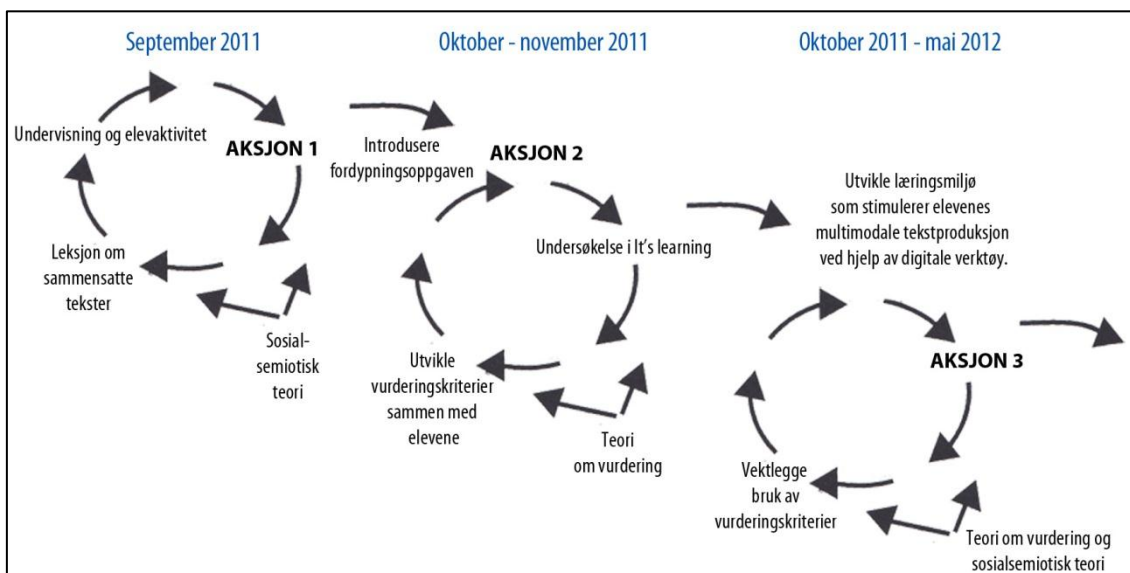 September 2011
Oktober - november 2011
Oktober 2011 - mai 2012
Undervisning og elevaktivitet
AKSJON 1
Leksjon om
sammensatte
tekster
Sosial-
semiotisk
teori
Introdusere
fordypningsoppgaven
AKSJON 2
Undersøkelse i It's learning
Utvikle
vurderingskriterier
sammen med
elevene
Teori
om vurdering
Utvikle læringsmiljø
som stimulerer elevenes
multimodale tekstproduksjon
ved hjelp av digitale verktøy.
AKSJON 3
Vektlegge
bruk av
vurderingskriterier
Teori om vurdering og
sosialsemiotisk teori